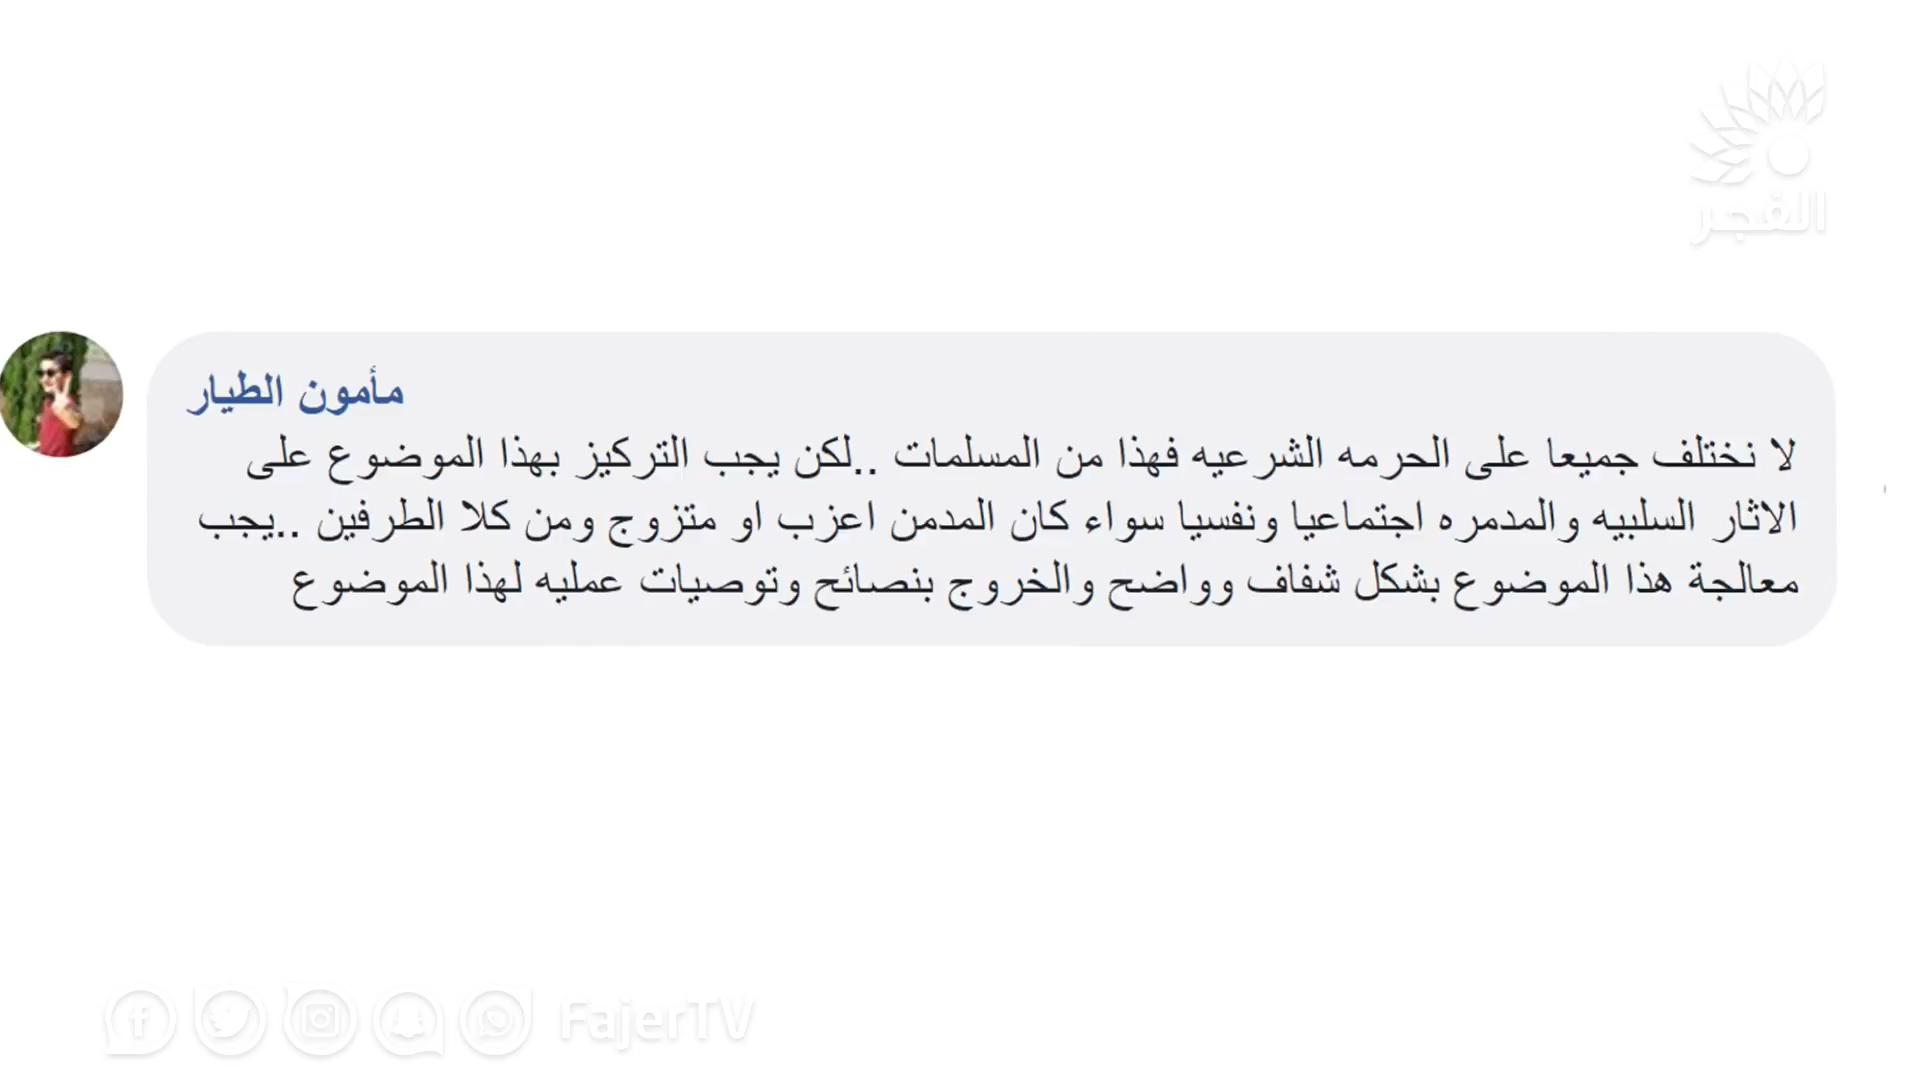 الفجر
مأمون الطيار
لا نختلف جميعا على الحرمه الشرعيه فهذا من المسلمات ..لكن يجب التركيز بهذا الموضوع على
الاثار السلبيه والمدمره اجتماعيا ونفسيا سواء كان المدمن اعزب او متزوج ومن كلا الطرفين ..يجب
معالجة هذا الموضوع بشكل شفاف وواضح والخروج بنصائح وتوصيات عمليه لهذا الموضوع
FajerTV